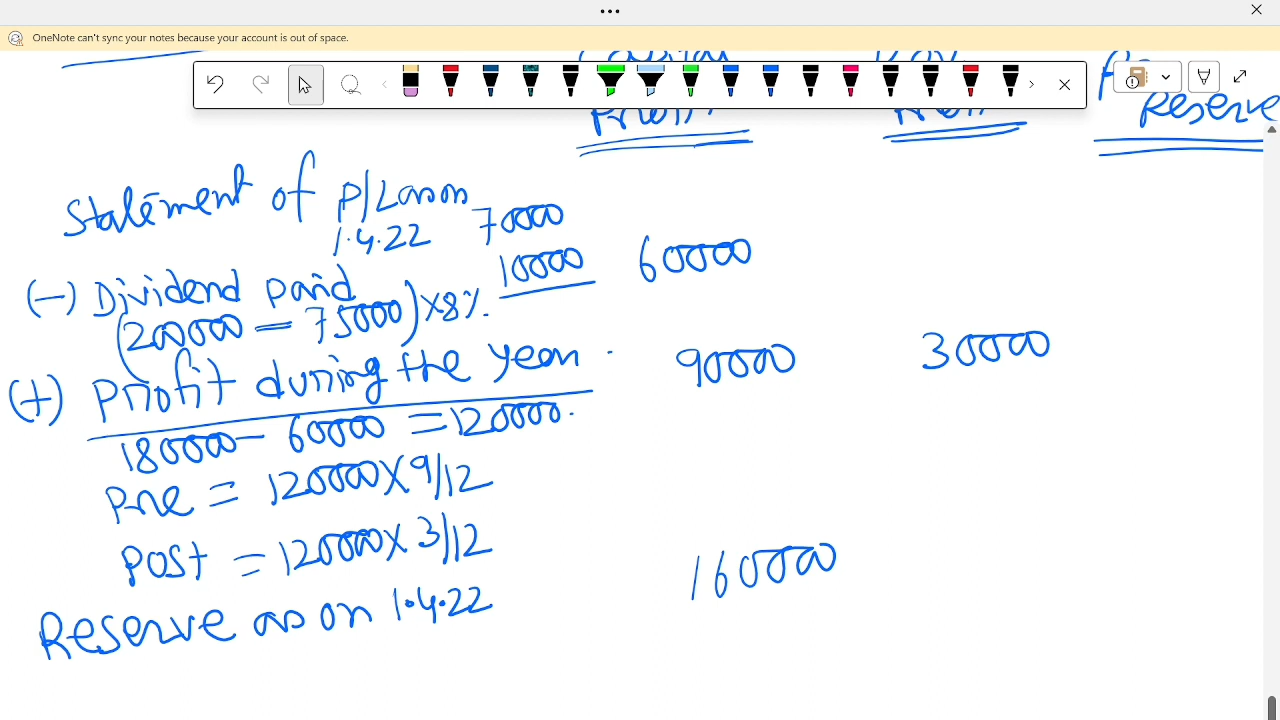 OneNote can't sync your notes because your account is out of space.
Profit Reserve
Statement of P/L as on
1.4.22 70000
(-) Dividend paid 10000 60000
(200000 - 75000) x 8%.
(+) Profit during the year. 90000 30000
180000 - 60000 = 120000.
Pre = 120000 x 9/12
Post = 120000 x 3/12
Reserve as on 1.4.22 160000